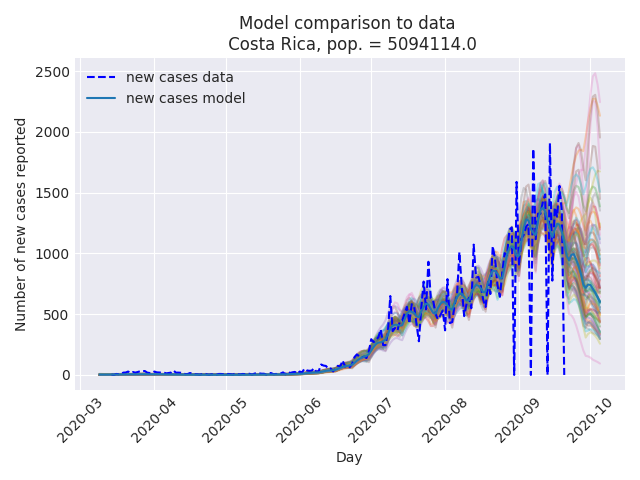 Model comparison to data
Costa Rica, pop. = 5094114.0
new cases data
new cases model
Number of new cases reported
2500
2000
1500
1000
500
0
2020-03
2020-04
2020-05
2020-06
2020-07
2020-08
2020-09
2020-10
Day